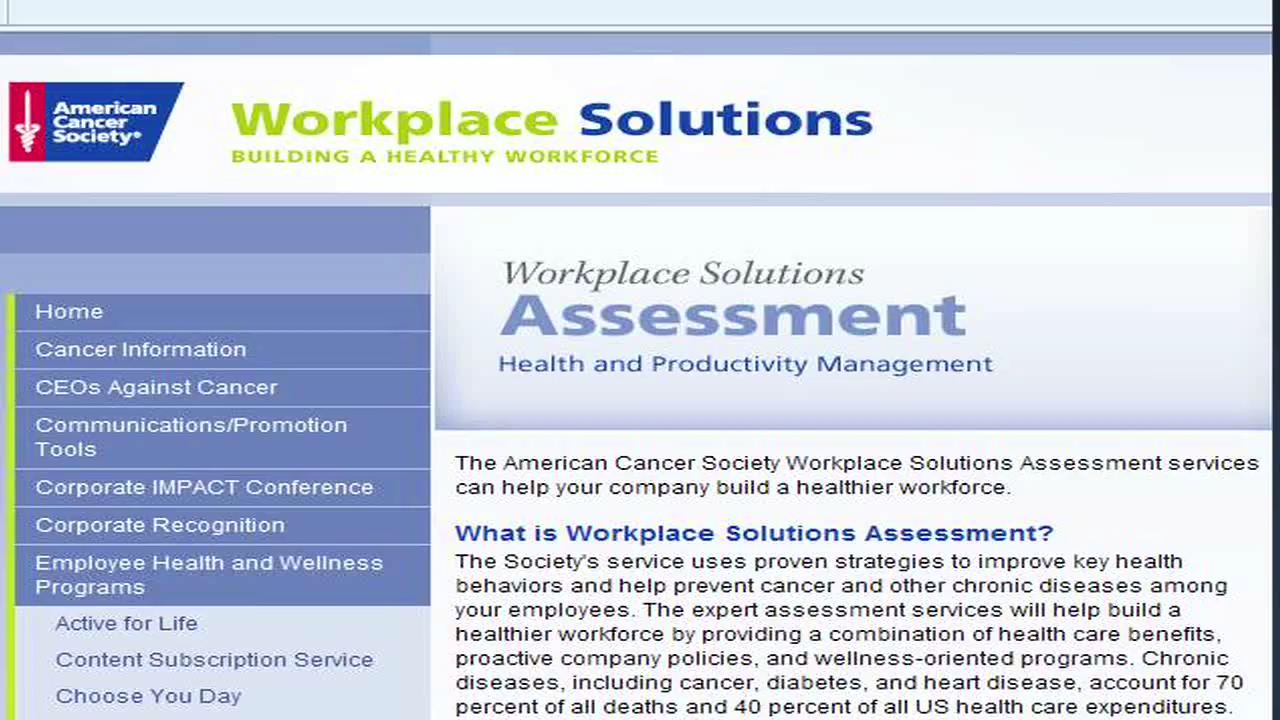 American
Cancer
Society®
Workplace Solutions
BUILDING A HEALTHY WORKFORCE
Home
Cancer Information
CEOs Against Cancer
Communications/Promotion
Tools
Corporate IMPACT Conference
Corporate Recognition
Employee Health and Wellness
Programs
Active for Life
Content Subscription Service
Choose You Day
Workplace Solutions
Assessment
Health and Productivity Management
The American Cancer Society Workplace Solutions Assessment services
can help your company build a healthier workforce.
What is Workplace Solutions Assessment?
The Society's service uses proven strategies to improve key health
behaviors and help prevent cancer and other chronic diseases among
your employees. The expert assessment services will help build a
healthier workforce by providing a combination of health care benefits,
proactive company policies, and wellness-oriented programs. Chronic
diseases, including cancer, diabetes, and heart disease, account for 70
percent of all deaths and 40 percent of all US health care expenditures.